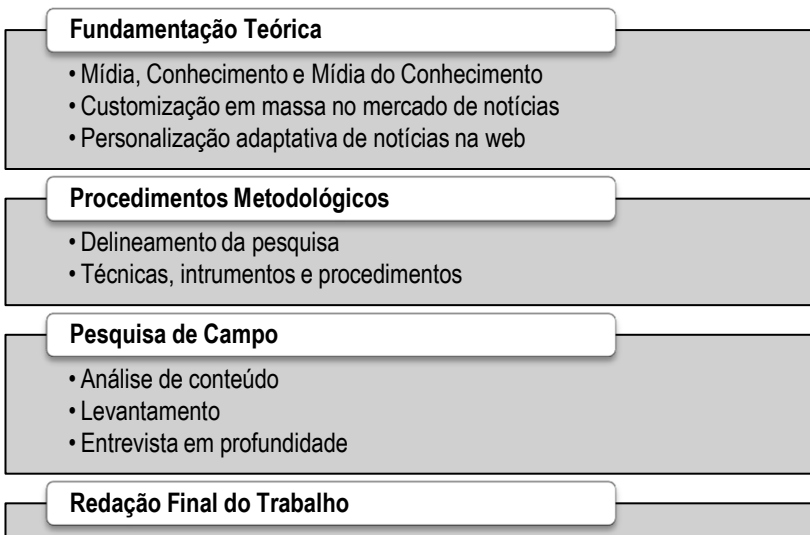 Fundamentação Teórica
• Mídia, Conhecimento e Mídia do Conhecimento
• Customização em massa no mercado de notícias
• Personalização adaptativa de notícias na web
Procedimentos Metodológicos
• Delineamento da pesquisa
• Técnicas, intrumentos e procedimentos
Pesquisa de Campo
• Análise de conteúdo
• Levantamento
• Entrevista em profundidade
Redação Final do Trabalho